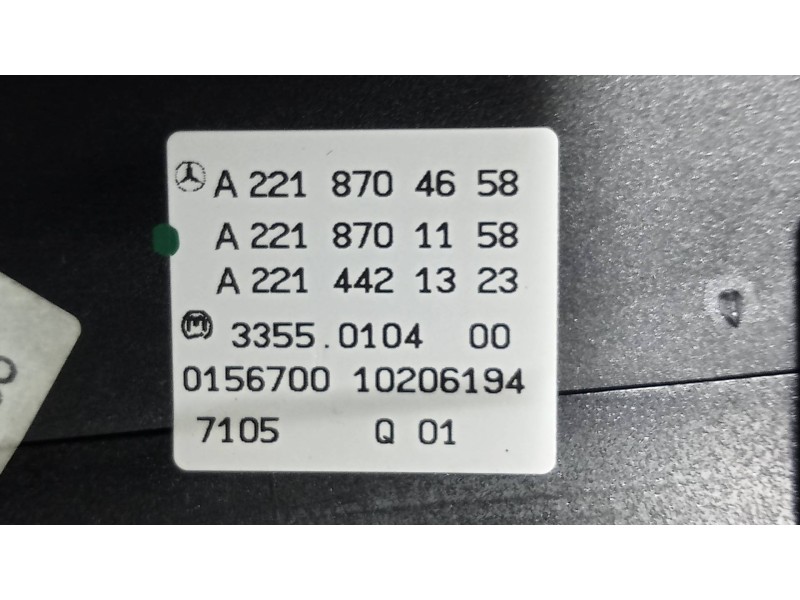 A 221 870 46 58
A 221 870 11 58
A 221 442 13 23
M 3355.0104 00
0156700 10206194
7105 Q 01